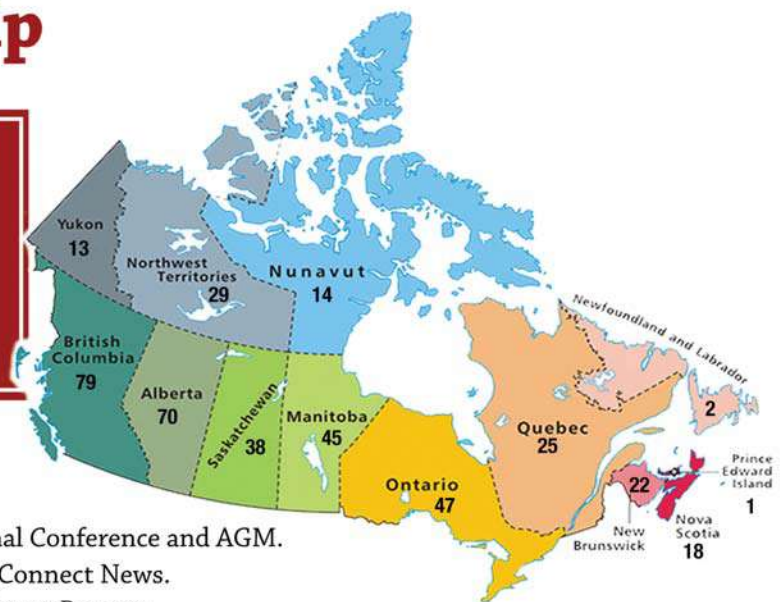 p
Yukon
13
Northwest
Territories
29
Nunavut
14
British
Columbia
79
Alberta
70
Saskatchewan
38
Manitoba
45
Ontario
47
Quebec
25
Newfoundland and Labrador
2
Prince
Edward
Island
1
22
New
Brunswick
Nova
Scotia
18
al Conference and AGM.
Connect News.